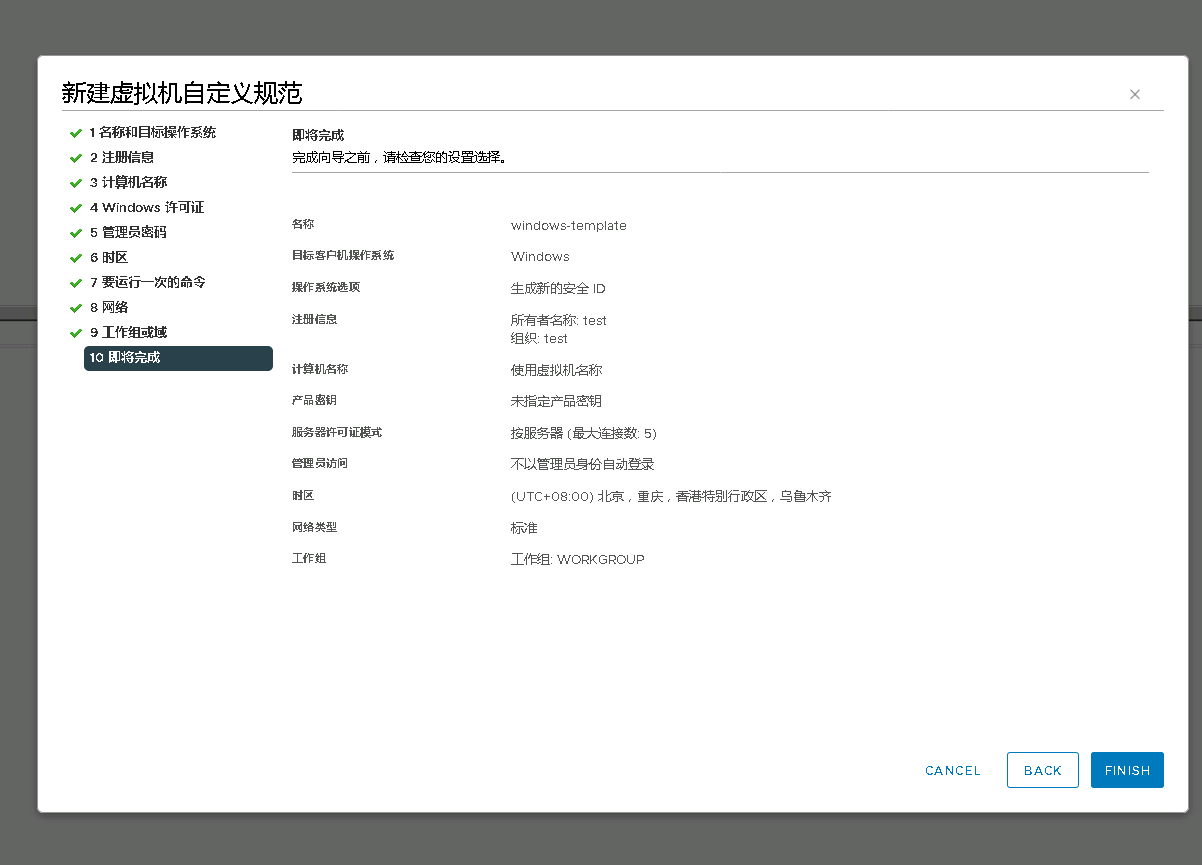 新建虚拟机自定义规范
×
1 名称和目标操作系统
2 注册信息
3 计算机名称
4 Windows 许可证
5 管理员密码
6 时区
7 要运行一次的命令
8 网络
9 工作组或域
10 即将完成
即将完成
完成向导之前，请检查您的设置选择。
名称 windows-template
目标客户机操作系统 Windows
操作系统选项 生成新的安全 ID
注册信息 所有者名称: test
组织: test
计算机名称 使用虚拟机名称
产品密钥 未指定产品密钥
服务器许可证模式 按服务器 (最大连接数: 5)
管理员访问 不以管理员身份自动登录
时区 (UTC+08:00) 北京，重庆，香港特别行政区，乌鲁木齐
网络类型 标准
工作组 工作组: WORKGROUP
CANCEL BACK FINISH